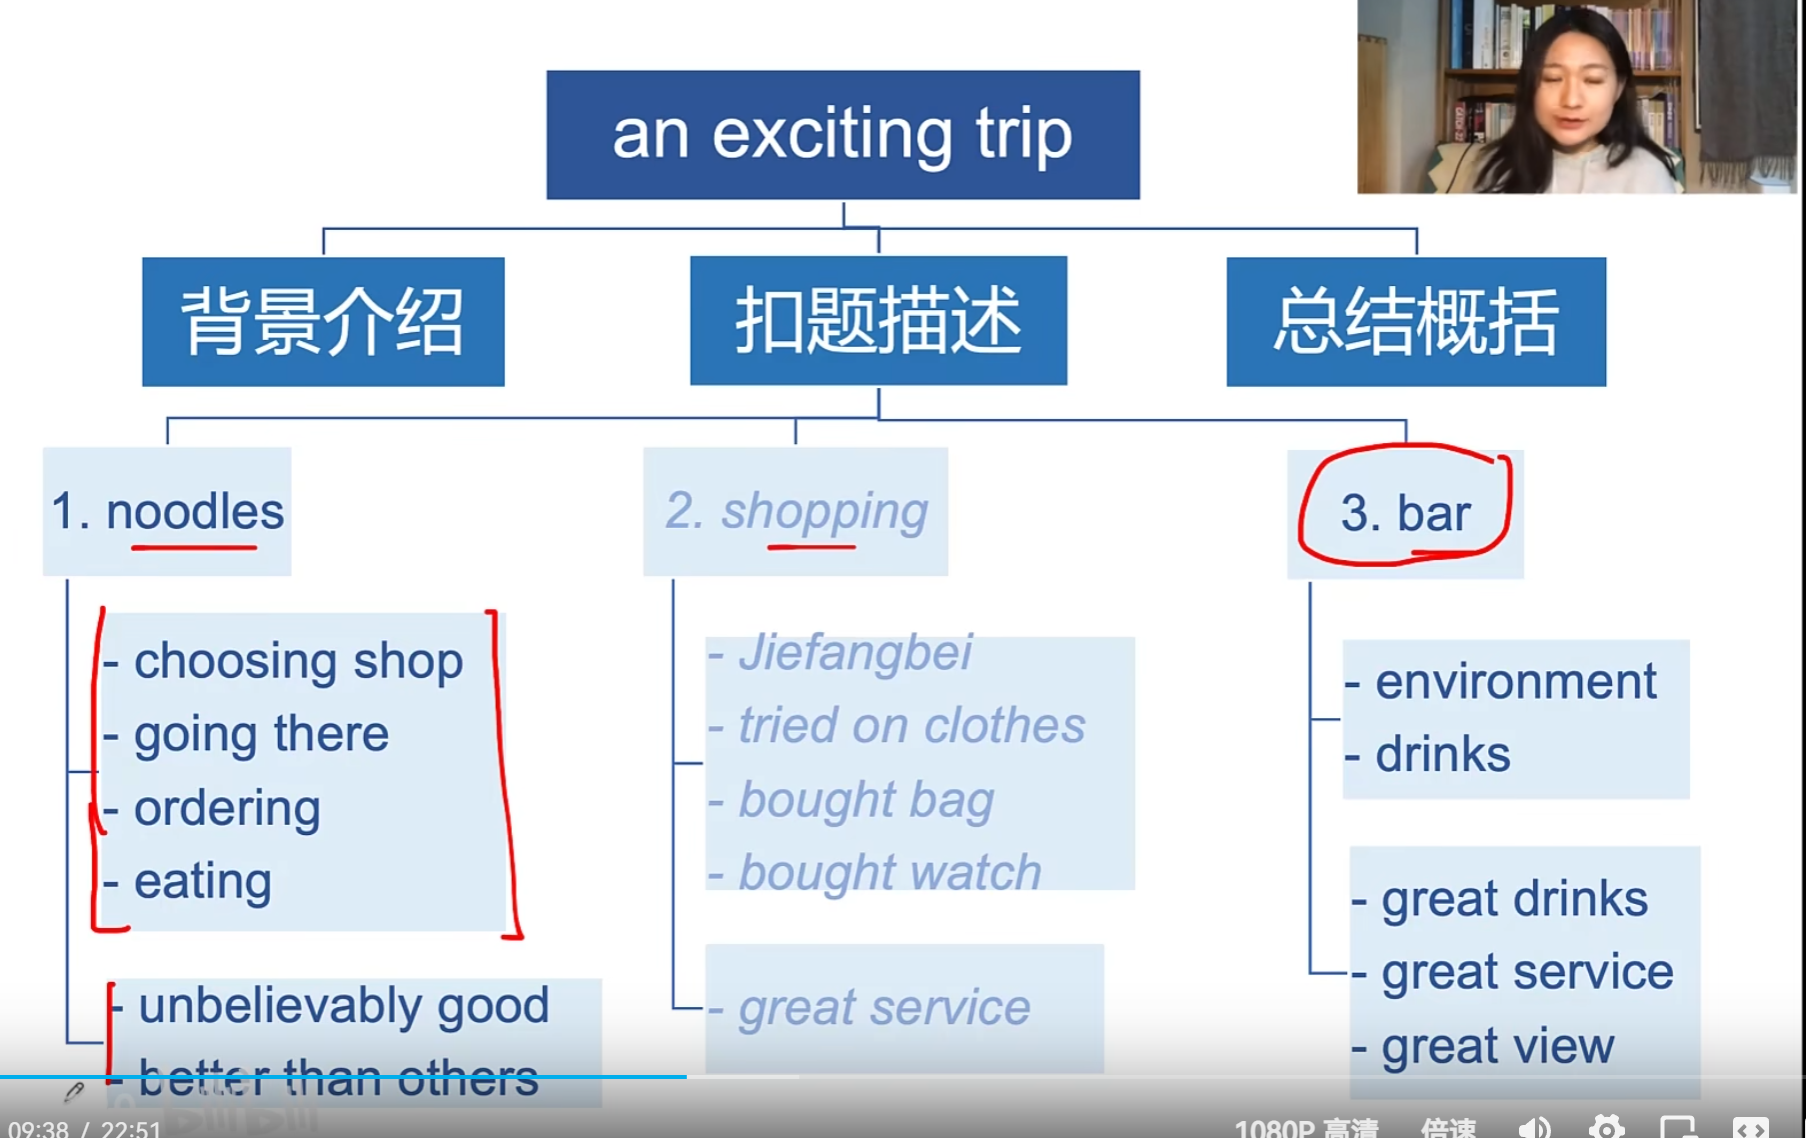 an exciting trip
背景介绍
扣题描述
总结概括
1. noodles
2. shopping
3. bar
- choosing shop
- going there
- ordering
- eating
- unbelievably good
- better than others
- Jiefangbei
- tried on clothes
- bought bag
- bought watch
- great service
- environment
- drinks
- great drinks
- great service
- great view
09:38 / 22:51
1080P 高清
倍速